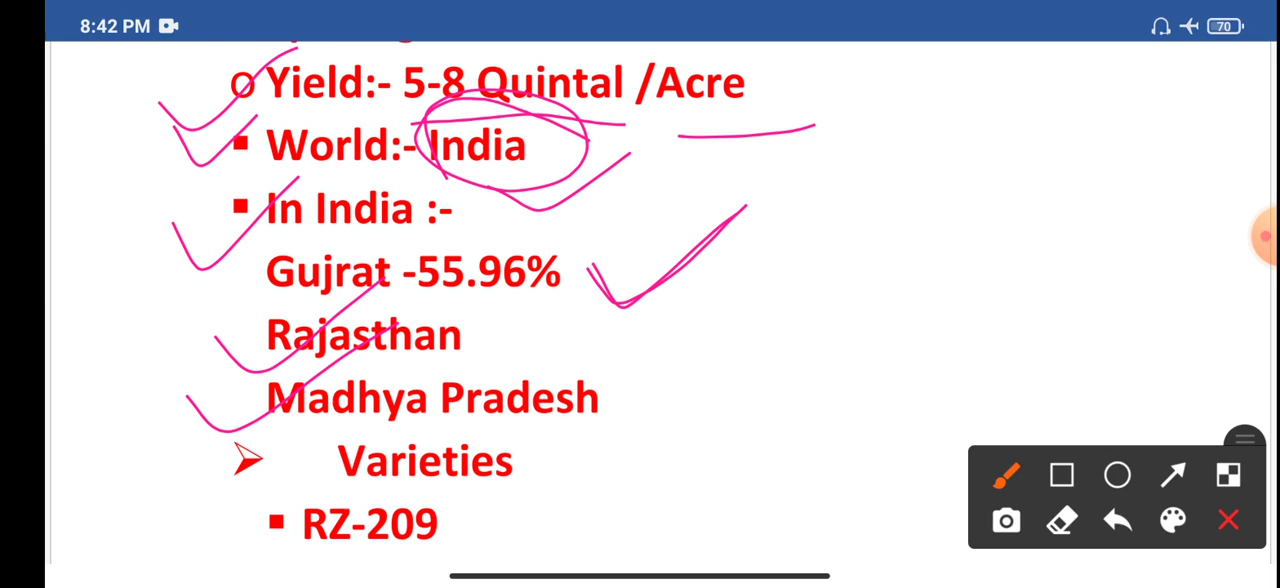 8:42 PM
70
o Yield:- 5-8 Quintal /Acre
▪ World:- India
▪ In India :-
Gujrat -55.96%
Rajasthan
Madhya Pradesh
➢ Varieties
▪ RZ-209